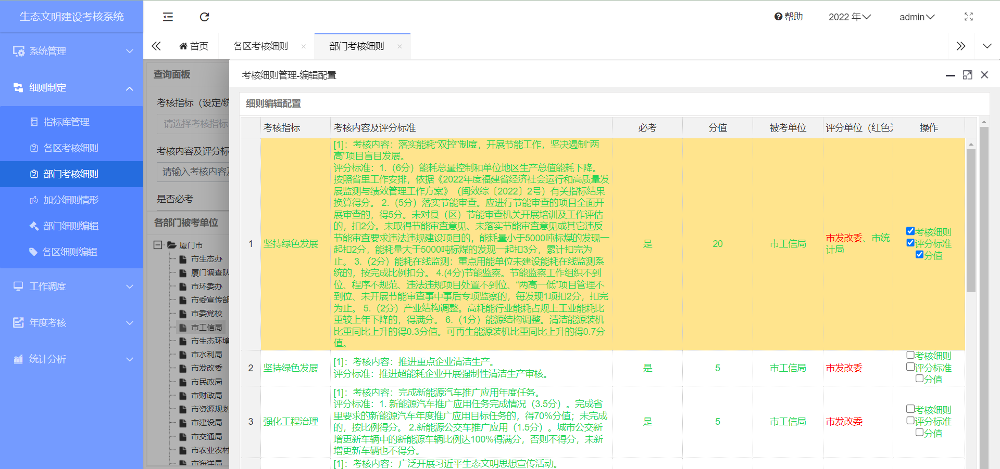 生态文明建设考核系统
帮助
2022 年
admin
系统管理
细则制定
指标库管理
各区考核细则
部门考核细则
加分细则情形
部门细则编辑
各区细则编辑
工作调度
年度考核
统计分析
首页
各区考核细则
部门考核细则
查询面板
考核指标（设定/统
请选择考核指标
考核内容及评分标
请输入考核内容及
是否必考
各部门被考单位
厦门市
市生态办
厦门调查队
市环委办
市委宣传部
市委党校
市工信局
市生态环境
市水利局
市发改委
市民政局
市财政局
市资源规划
市建设局
市交通局
市农业农村
市海洋局
考核细则管理-编辑配置
细则编辑配置
考核指标
考核内容及评分标准
必考
分值
被考单位
评分单位（红色为
操作
1
坚持绿色发展
[1]：考核内容：落实能耗“双控”制度，开展节能工作，坚决遏制“两
高”项目盲目发展。
评分标准：1.（6分）能耗总量控制和单位地区生产总值能耗下降。
按照省里工作安排，依据《2022年度福建省经济社会运行和高质量发
展监测与绩效管理工作方案》（闽效综〔2022〕2号）有关指标结果
换算得分。 2.（5分）落实节能审查。应进行节能审查的项目全面开
展审查的，得5分。未对县（区）节能审查机关开展培训及工作评估
的，扣2分。未取得节能审查意见、未落实节能审查意见或其它违反
节能审查要求违法违规建设项目的，能耗量小于5000吨标煤的发现一
起扣2分，能耗量大于5000吨标煤的发现一起扣3分，累计扣完为
止。 3.（2分）能耗在线监测：重点用能单位未建设能耗在线监测系
统的，按完成比例扣分。 4.(4分)节能监察。节能监察工作组织不到
位、程序不规范、违法违规项目处置不到位、“两高一低”项目管理不
到位、未开展节能审查事中事后专项监察的，每发现1项扣2分，扣完
为止。 5.（2分）产业结构调整。高耗能行业能耗占规上工业能耗比
重较上年下降的，得满分。 6.（1分）能源结构调整。清洁能源装机
比重同比上升的得0.3分值。可再生能源装机比重同比上升的得0.7分
值。
是
20
市工信局
市发改委、市统
计局
考核细则
评分标准
分值
2
坚持绿色发展
[1]：考核内容：推进重点企业清洁生产。
评分标准：推进超能耗企业开展强制性清洁生产审核。
是
5
市工信局
市发改委
考核细则
评分标准
分值
3
强化工程治理
[1]：考核内容：完成新能源汽车推广应用年度任务。
评分标准：1. 新能源汽车推广应用任务完成情况（3.5分）。完成省
里要求的新能源汽车年度推广应用目标任务的，得70%分值；未完成
的，按比例得分。 2.新能源公交车推广应用（1.5分）。城市公交新
增更新车辆中的新能源车辆比例达100%得满分，否则不得分，未新
增更新车辆也不得分。
是
5
市工信局
市发改委
考核细则
评分标准
分值
[1]：考核内容：广泛开展习近平生态文明思想宣传活动。